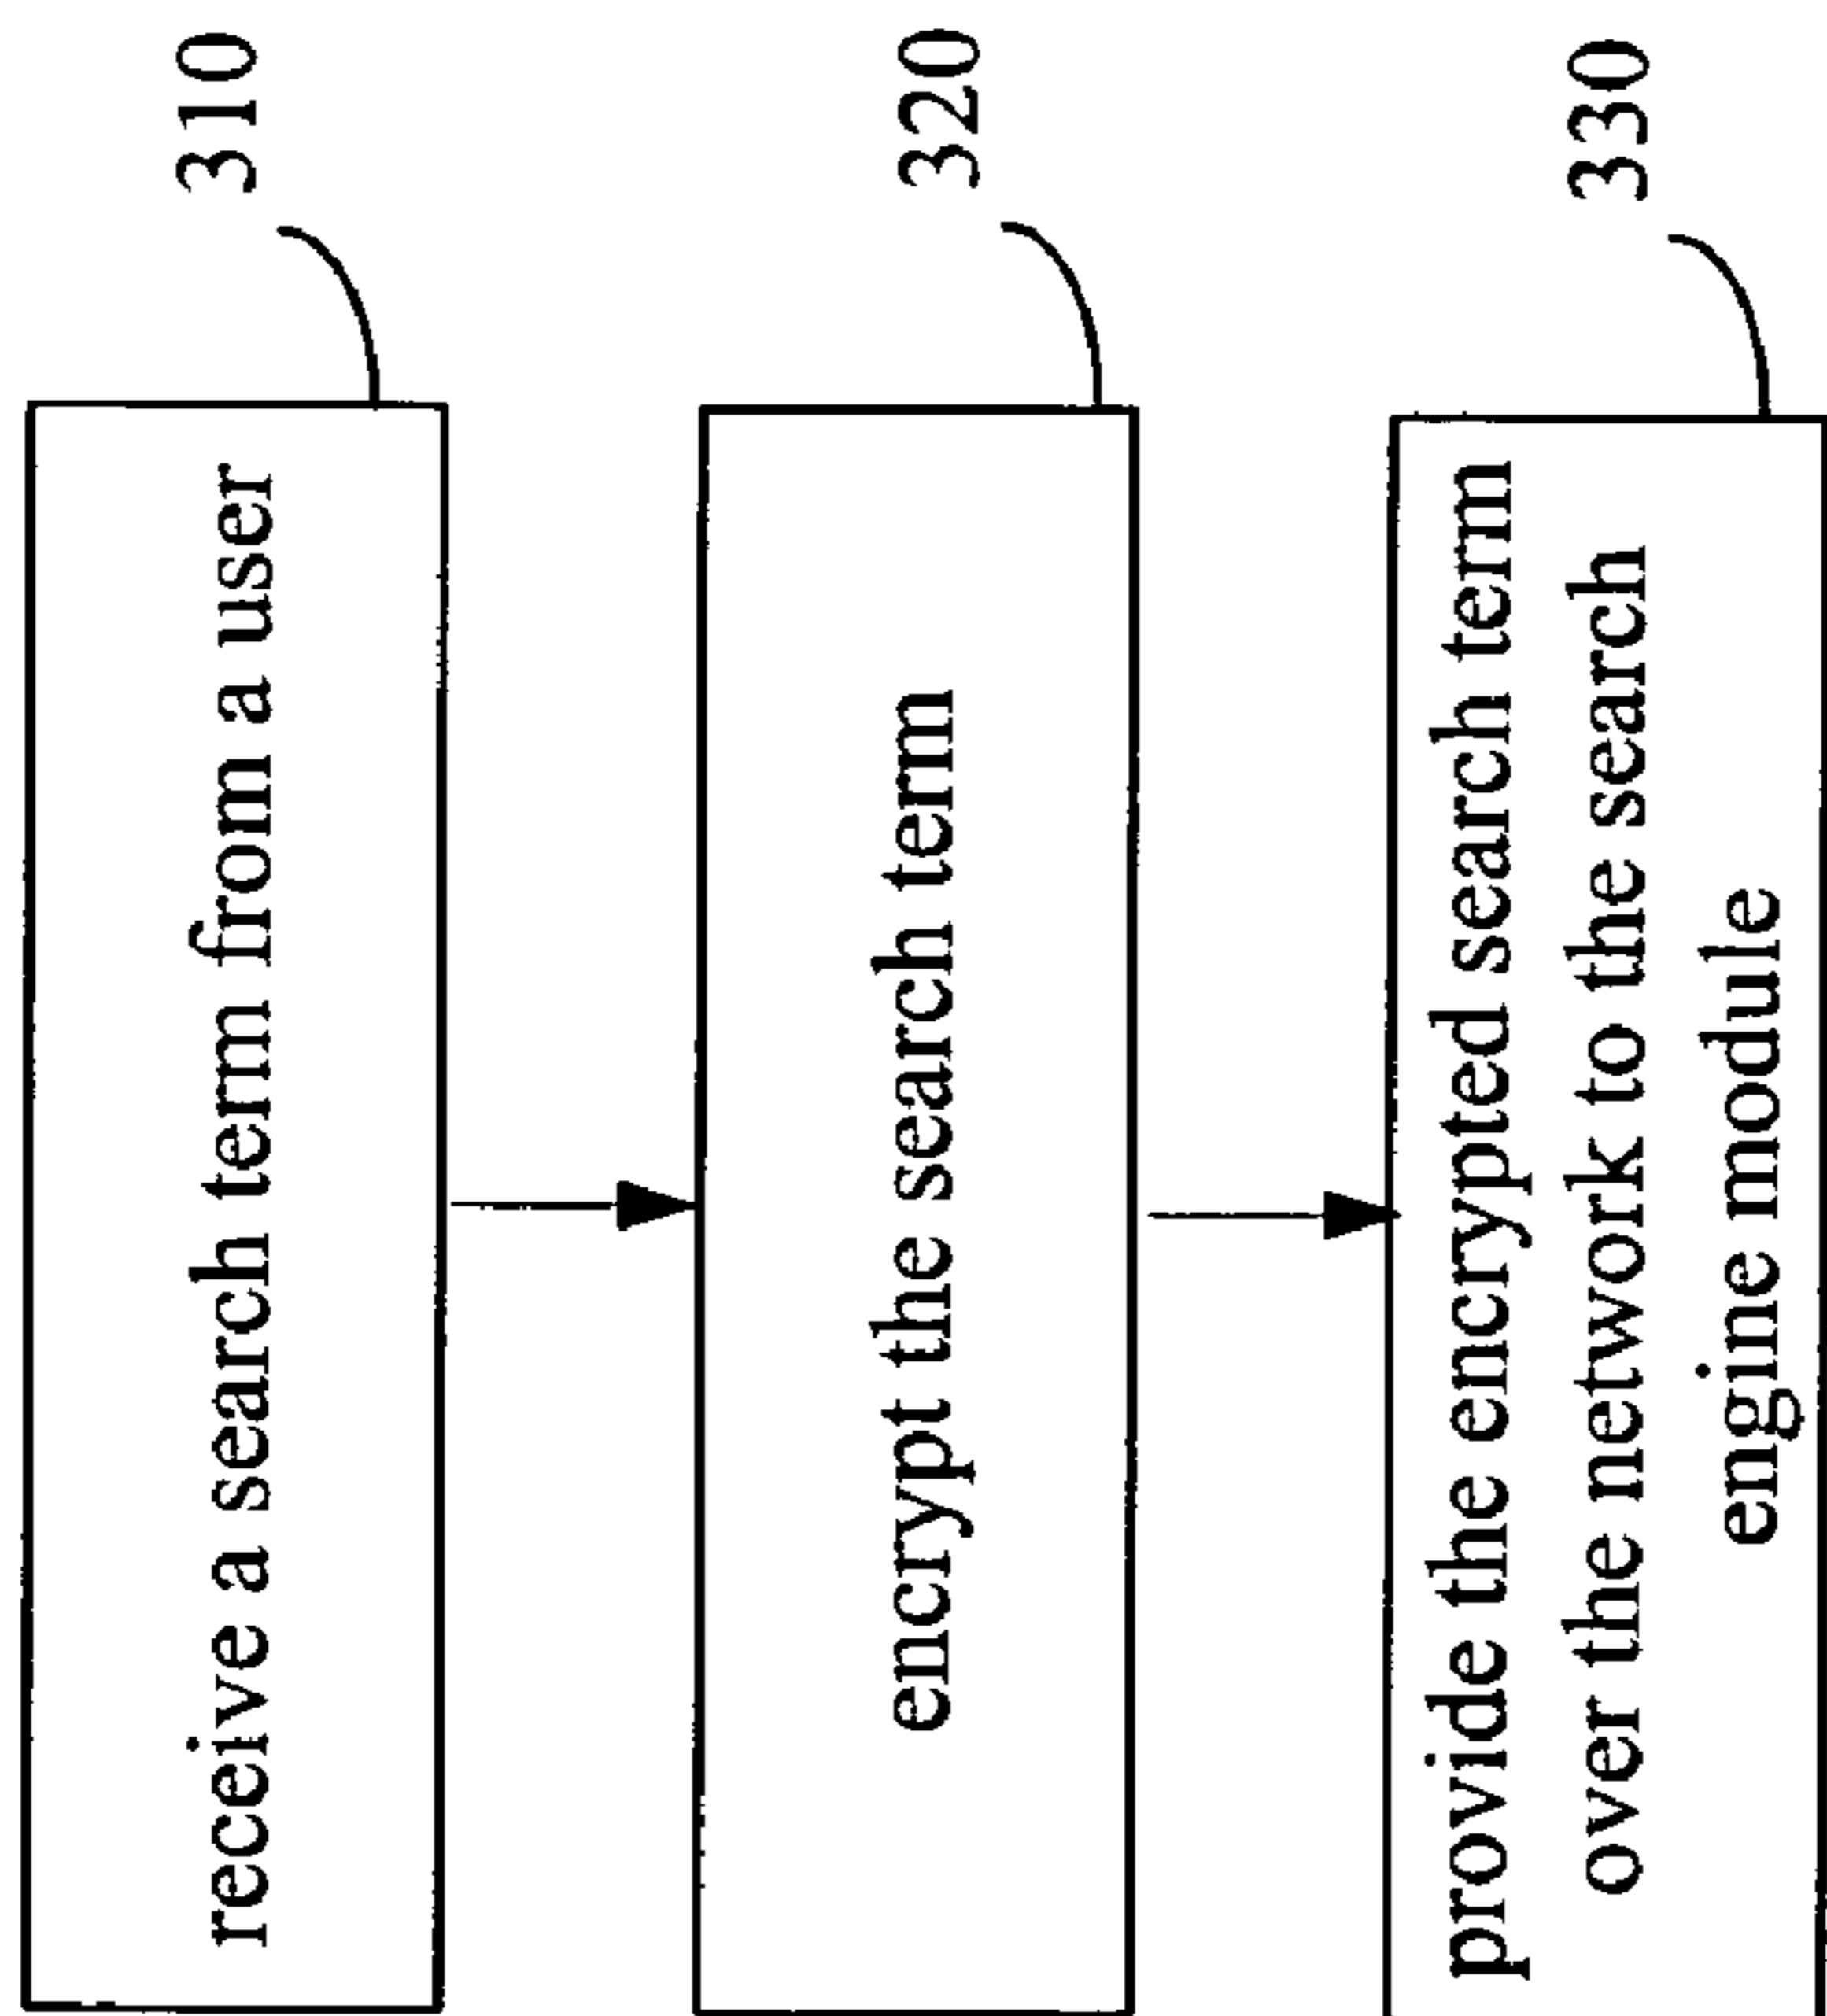 receive a search term from a user
310
encrypt the search term
320
provide the encrypted search term
over the network to the search
engine module
330